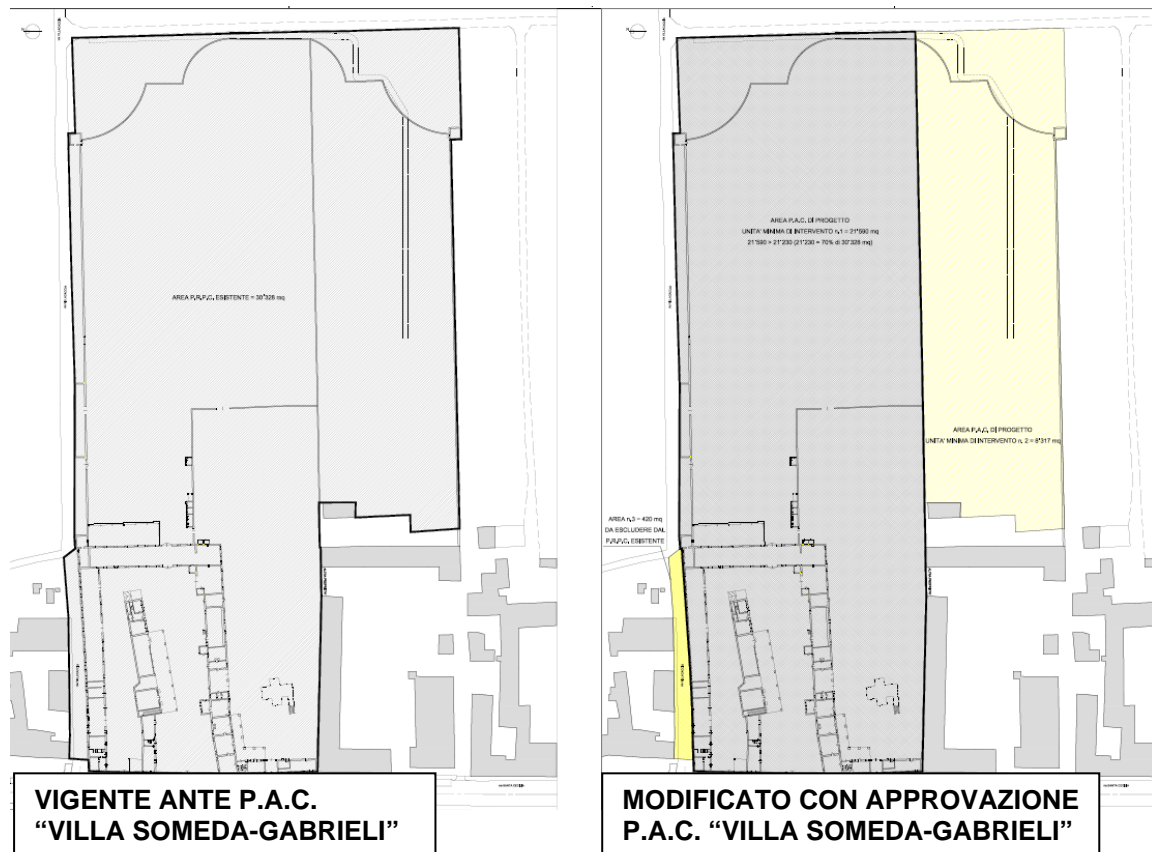 AREA P.R.P.C. ESISTENTE = 30'328 mq
VIGENTE ANTE P.A.C.
“VILLA SOMEDA-GABRIELI”
AREA P.A.C. DI PROGETTO
UNITA' MINIMA DI INTERVENTO n.1 = 21'590 mq
21'590 > 21'230 (21'230 = 70% di 30'328 mq)
AREA P.A.C. DI PROGETTO
UNITA' MINIMA DI INTERVENTO n. 2 = 8'317 mq
AREA n.3 = 420 mq
DA ESCLUDERE DAL
P.R.P.C. ESISTENTE
MODIFICATO CON APPROVAZIONE
P.A.C. “VILLA SOMEDA-GABRIELI”